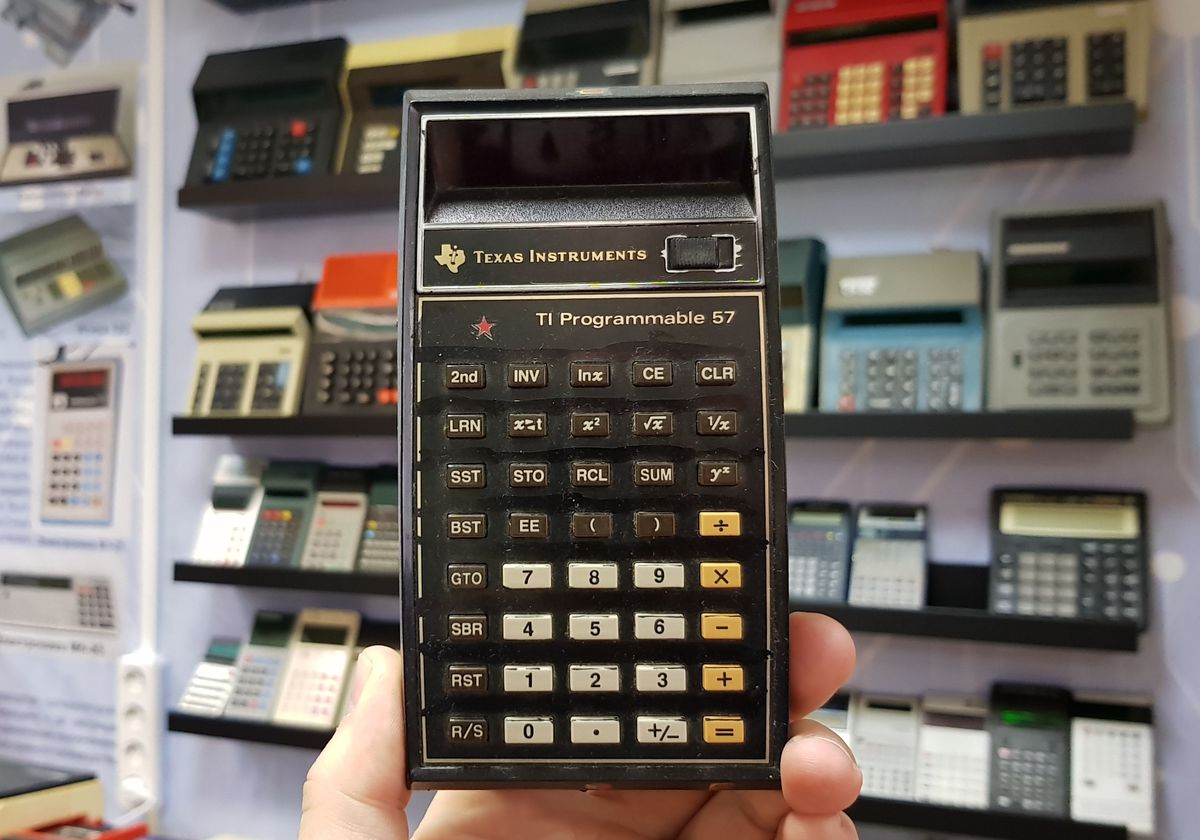 TEXAS INSTRUMENTS
TI Programmable 57
2nd INV lnx CE CLR
LRN x⇄t x² √x 1/x
SST STO RCL SUM yˣ
BST EE ( ) ÷
GTO 7 8 9 ×
SBR 4 5 6 −
RST 1 2 3 +
R/S 0 . +/− =